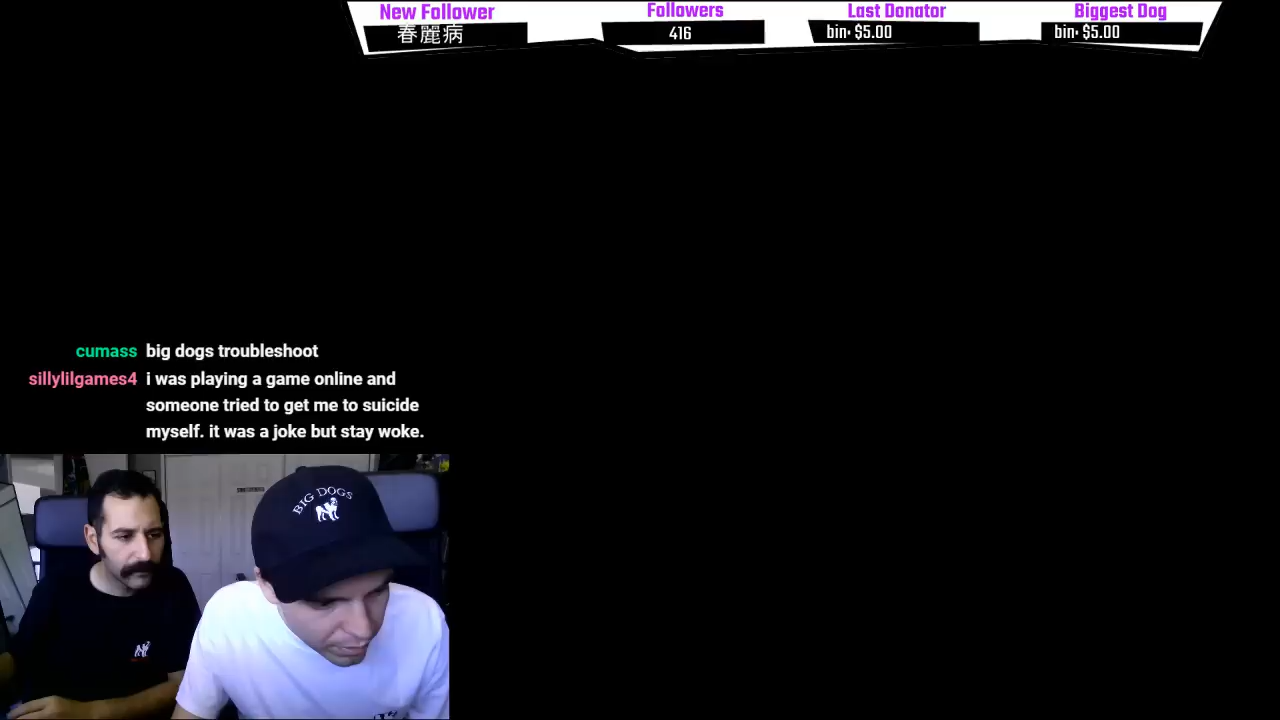 New Follower
春麗病
Followers
416
Last Donator
bin: $5.00
Biggest Dog
bin: $5.00
cumass big dogs troubleshoot
sillylilgames4 i was playing a game online and
someone tried to get me to suicide
myself. it was a joke but stay woke.
BIG DOGS